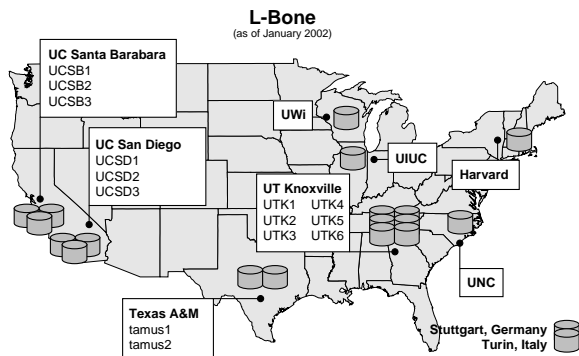 L-Bone
(as of January 2002)
UC Santa Barabara
UCSB1
UCSB2
UCSB3
UWi
UC San Diego
UCSD1
UCSD2
UCSD3
UIUC
Harvard
UT Knoxville
UTK1 UTK4
UTK2 UTK5
UTK3 UTK6
UNC
Texas A&M
tamus1
tamus2
Stuttgart, Germany
Turin, Italy